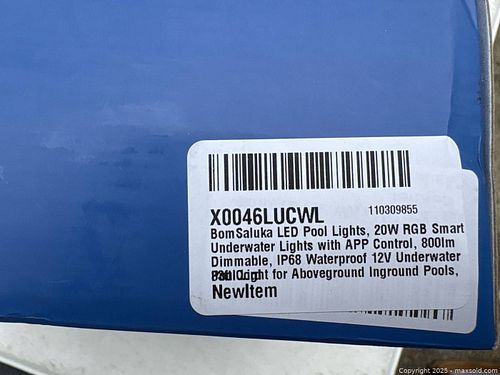 X0046LUCWL
110309855
BomSaluka LED Pool Lights, 20W RGB Smart
Underwater Lights with APP Control, 800lm
Dimmable, IP68 Waterproof 12V Underwater
Light for Aboveground Inground Pools,
NewItem
Copyright 2025 - maxsold.com